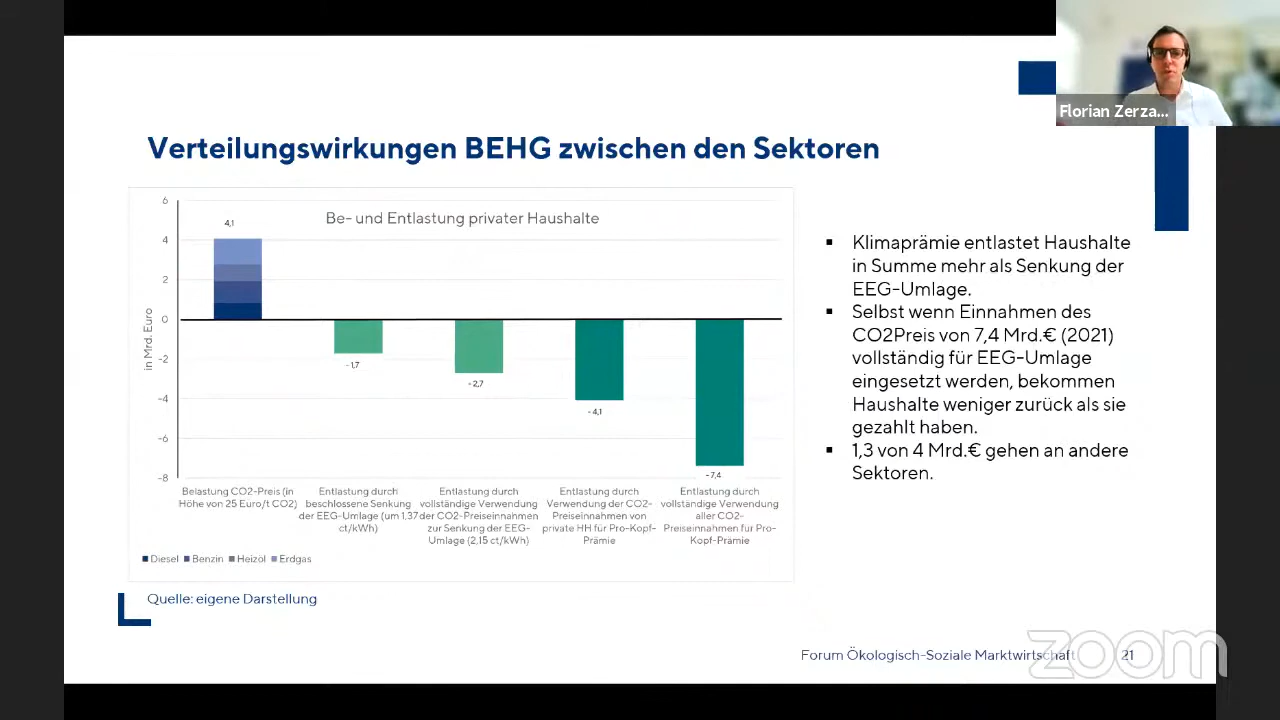 Florian Zerza...
Verteilungswirkungen BEHG zwischen den Sektoren
Be- und Entlastung privater Haushalte
in Mrd. Euro
6
4
2
0
-2
-4
-6
-8
4,1
- 1,7
- 2,7
- 4,1
- 7,4
Belastung CO2-Preis (in
Höhe von 25 Euro/t CO2)
Entlastung durch
beschlossene Senkung
der EEG-Umlage (um 1,37
ct/kWh)
Entlastung durch
vollständige Verwendung
der CO2-Preiseinnahmen
zur Senkung der EEG-
Umlage (2,15 ct/kWh)
Entlastung durch
Verwendung der CO2-
Preiseinnahmen von
private HH für Pro-Kopf-
Prämie
Entlastung durch
vollständige Verwendung
aller CO2-
Preiseinnahmen für Pro-
Kopf-Prämie
Diesel Benzin Heizöl Erdgas
▪ Klimaprämie entlastet Haushalte
in Summe mehr als Senkung der
EEG-Umlage.
▪ Selbst wenn Einnahmen des
CO2Preis von 7,4 Mrd.€ (2021)
vollständig für EEG-Umlage
eingesetzt werden, bekommen
Haushalte weniger zurück als sie
gezahlt haben.
▪ 1,3 von 4 Mrd.€ gehen an andere
Sektoren.
Quelle: eigene Darstellung
Forum Ökologisch-Soziale Marktwirtschaft 21
zoom